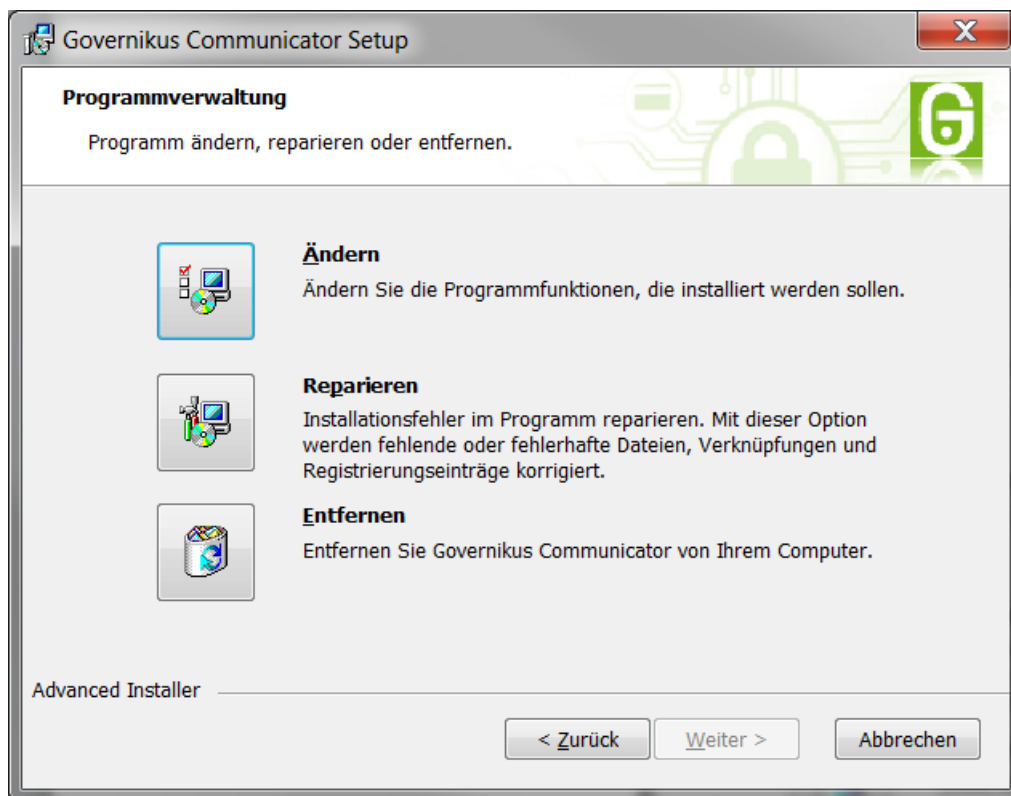 Governikus Communicator Setup
Programmverwaltung
Programm ändern, reparieren oder entfernen.
G
Ändern
Ändern Sie die Programmfunktionen, die installiert werden sollen.
Reparieren
Installationsfehler im Programm reparieren. Mit dieser Option
werden fehlende oder fehlerhafte Dateien, Verknüpfungen und
Registrierungseinträge korrigiert.
Entfernen
Entfernen Sie Governikus Communicator von Ihrem Computer.
Advanced Installer
< Zurück
Weiter >
Abbrechen